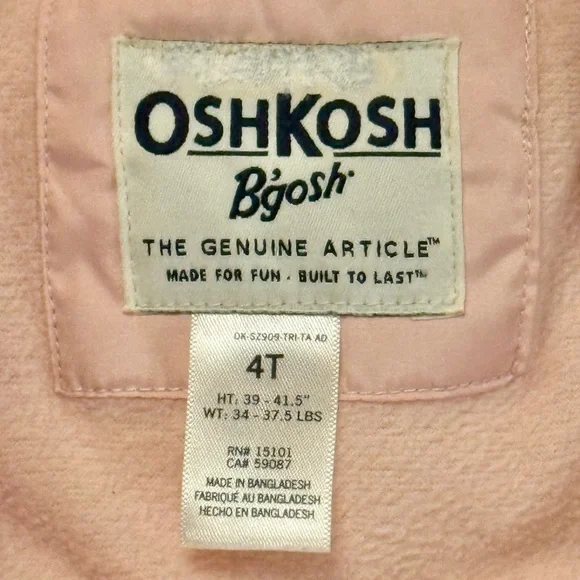 OSHKOSH
B'gosh
THE GENUINE ARTICLE™
MADE FOR FUN · BUILT TO LAST™
OK-SZ909-TRI-TA AD
4T
HT: 39 - 41.5"
WT: 34 - 37.5 LBS
RN# 15101
CA# 59087
MADE IN BANGLADESH
FABRIQUÉ AU BANGLADESH
HECHO EN BANGLADESH